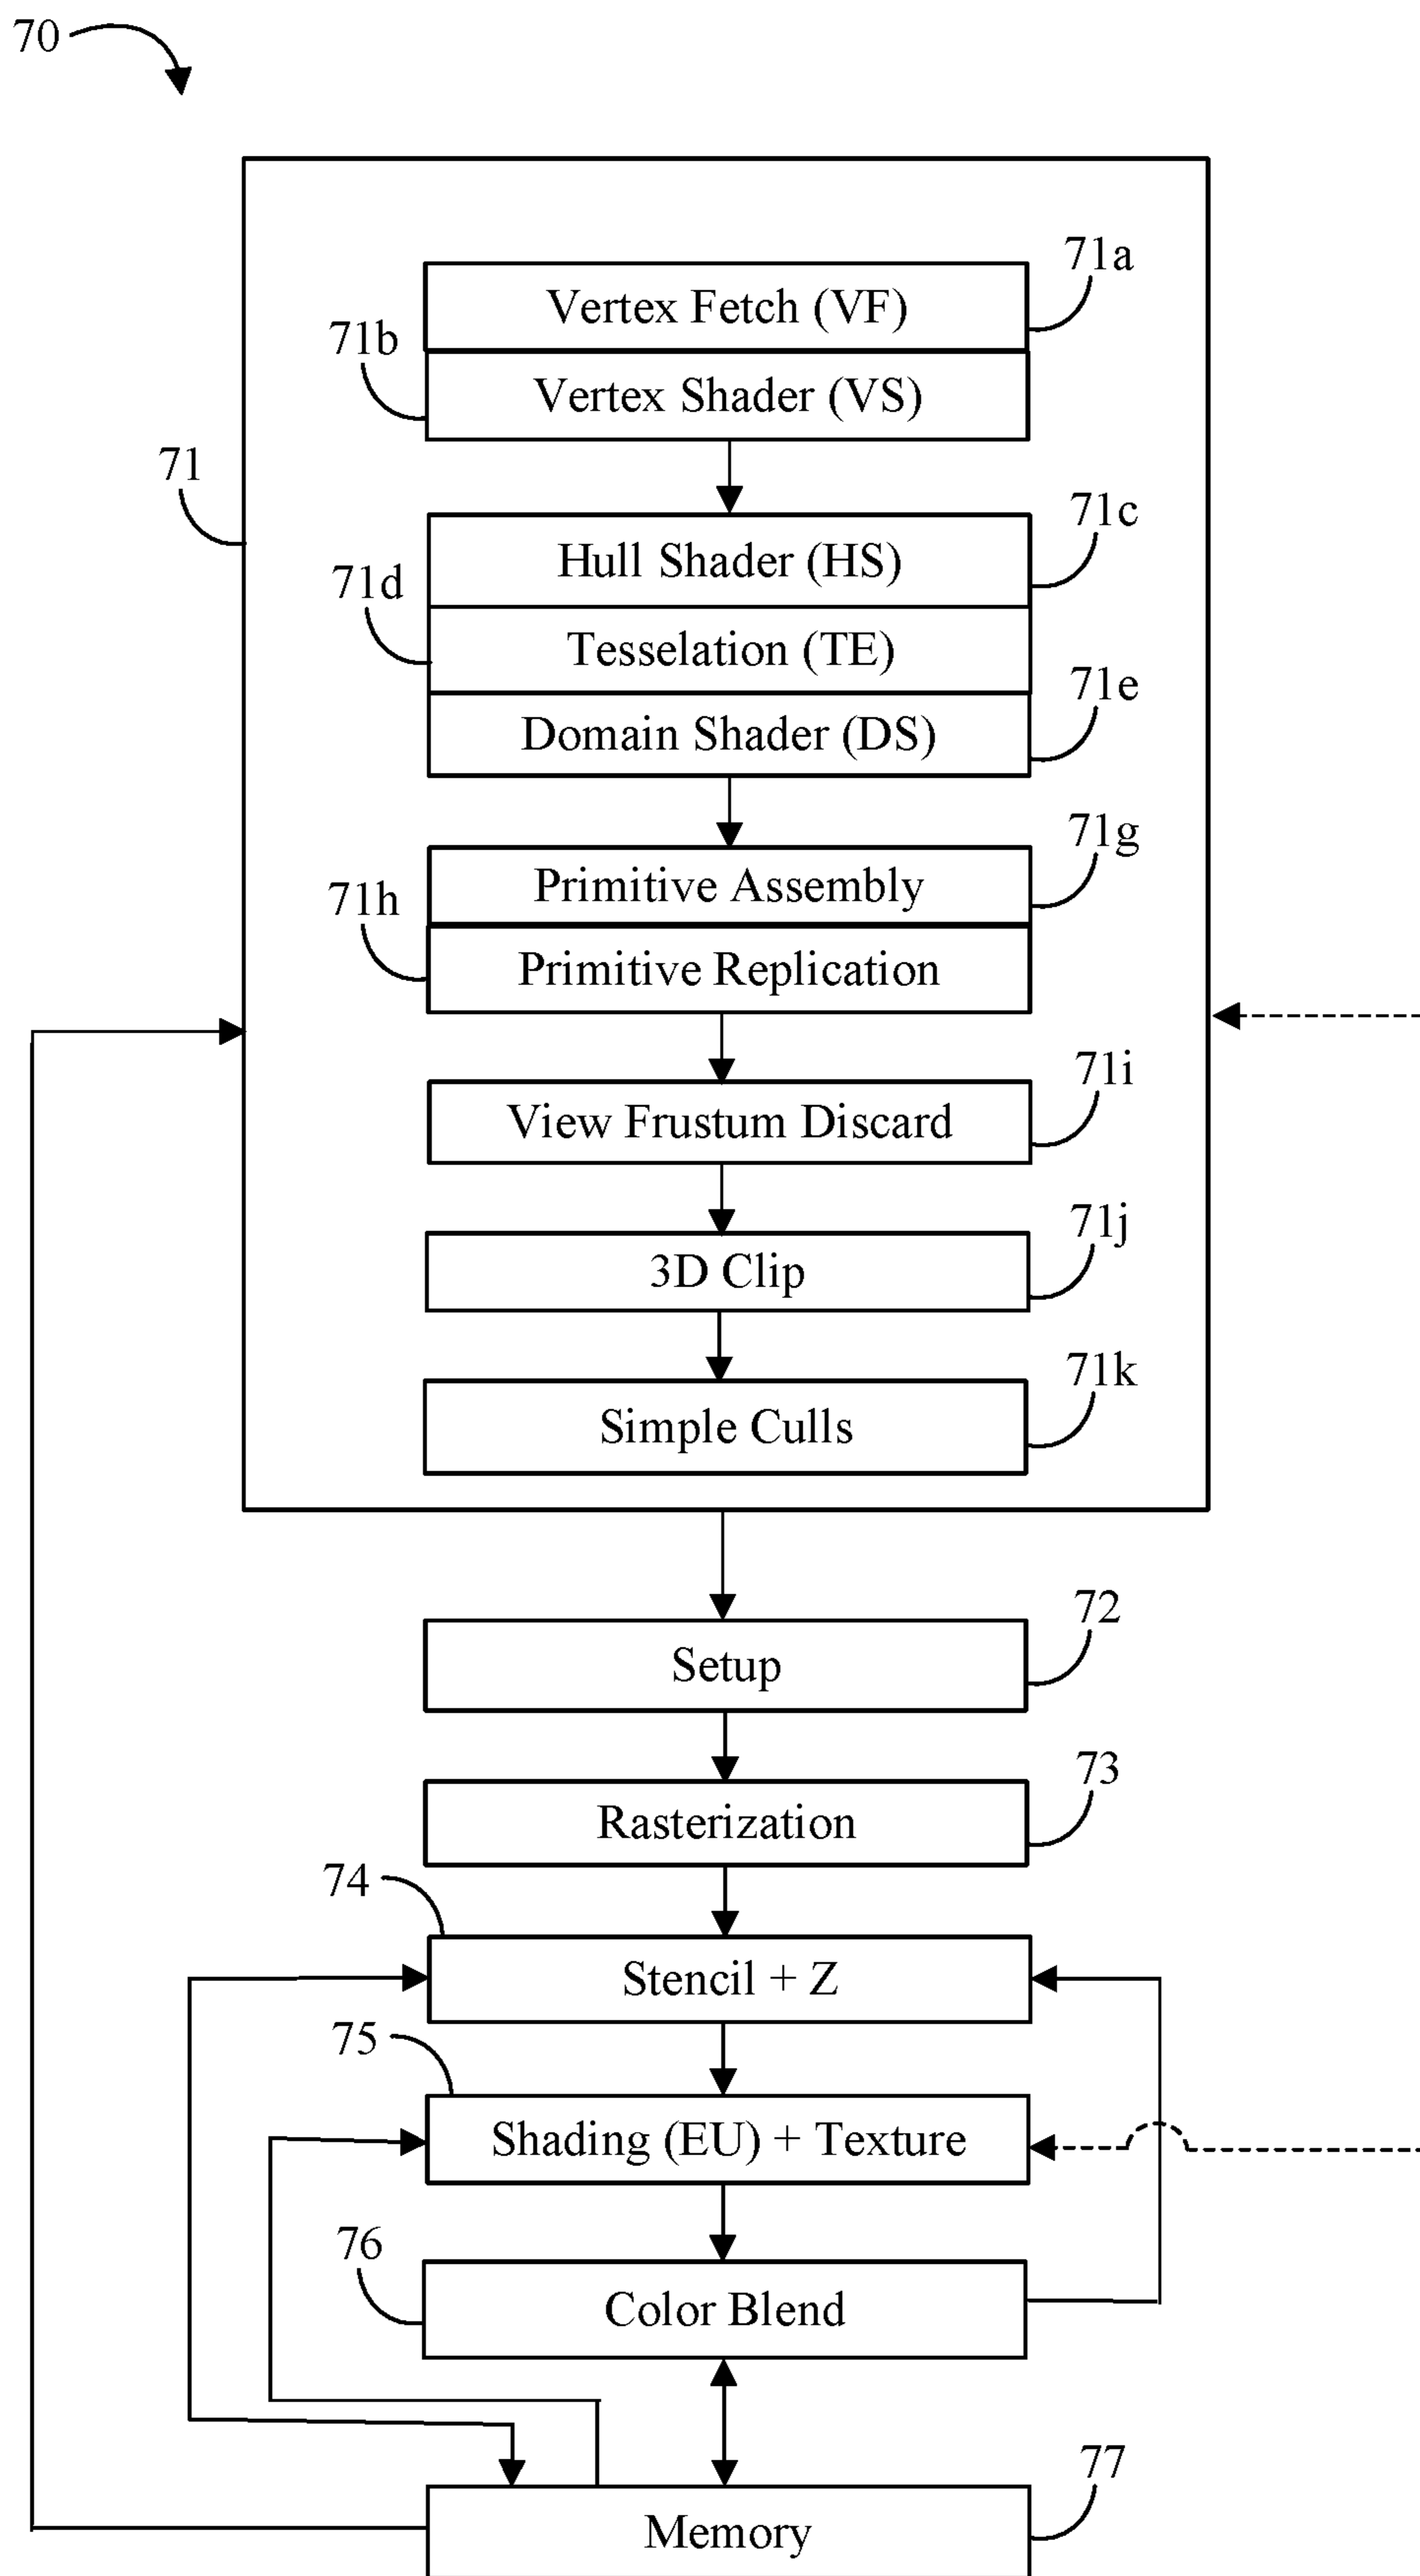 70
71a
Vertex Fetch (VF)
71b
Vertex Shader (VS)
71
71c
Hull Shader (HS)
71d
Tesselation (TE)
71e
Domain Shader (DS)
71g
Primitive Assembly
71h
Primitive Replication
71i
View Frustum Discard
71j
3D Clip
71k
Simple Culls
72
Setup
73
Rasterization
74
Stencil + Z
75
Shading (EU) + Texture
76
Color Blend
77
Memory